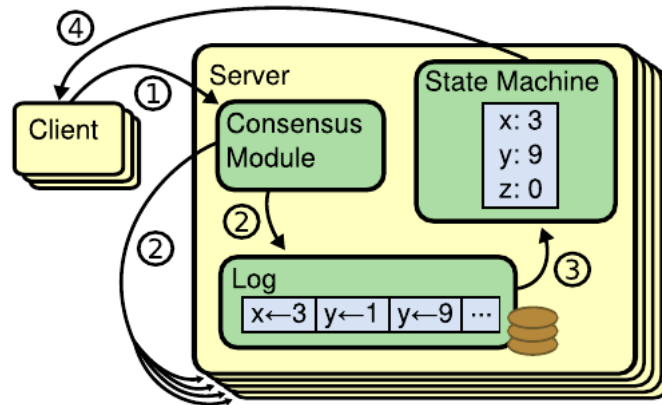 ④
①
Server
Client
Consensus
Module
State Machine
x: 3
y: 9
z: 0
②
②
③
Log
x←3 y←1 y←9 ...